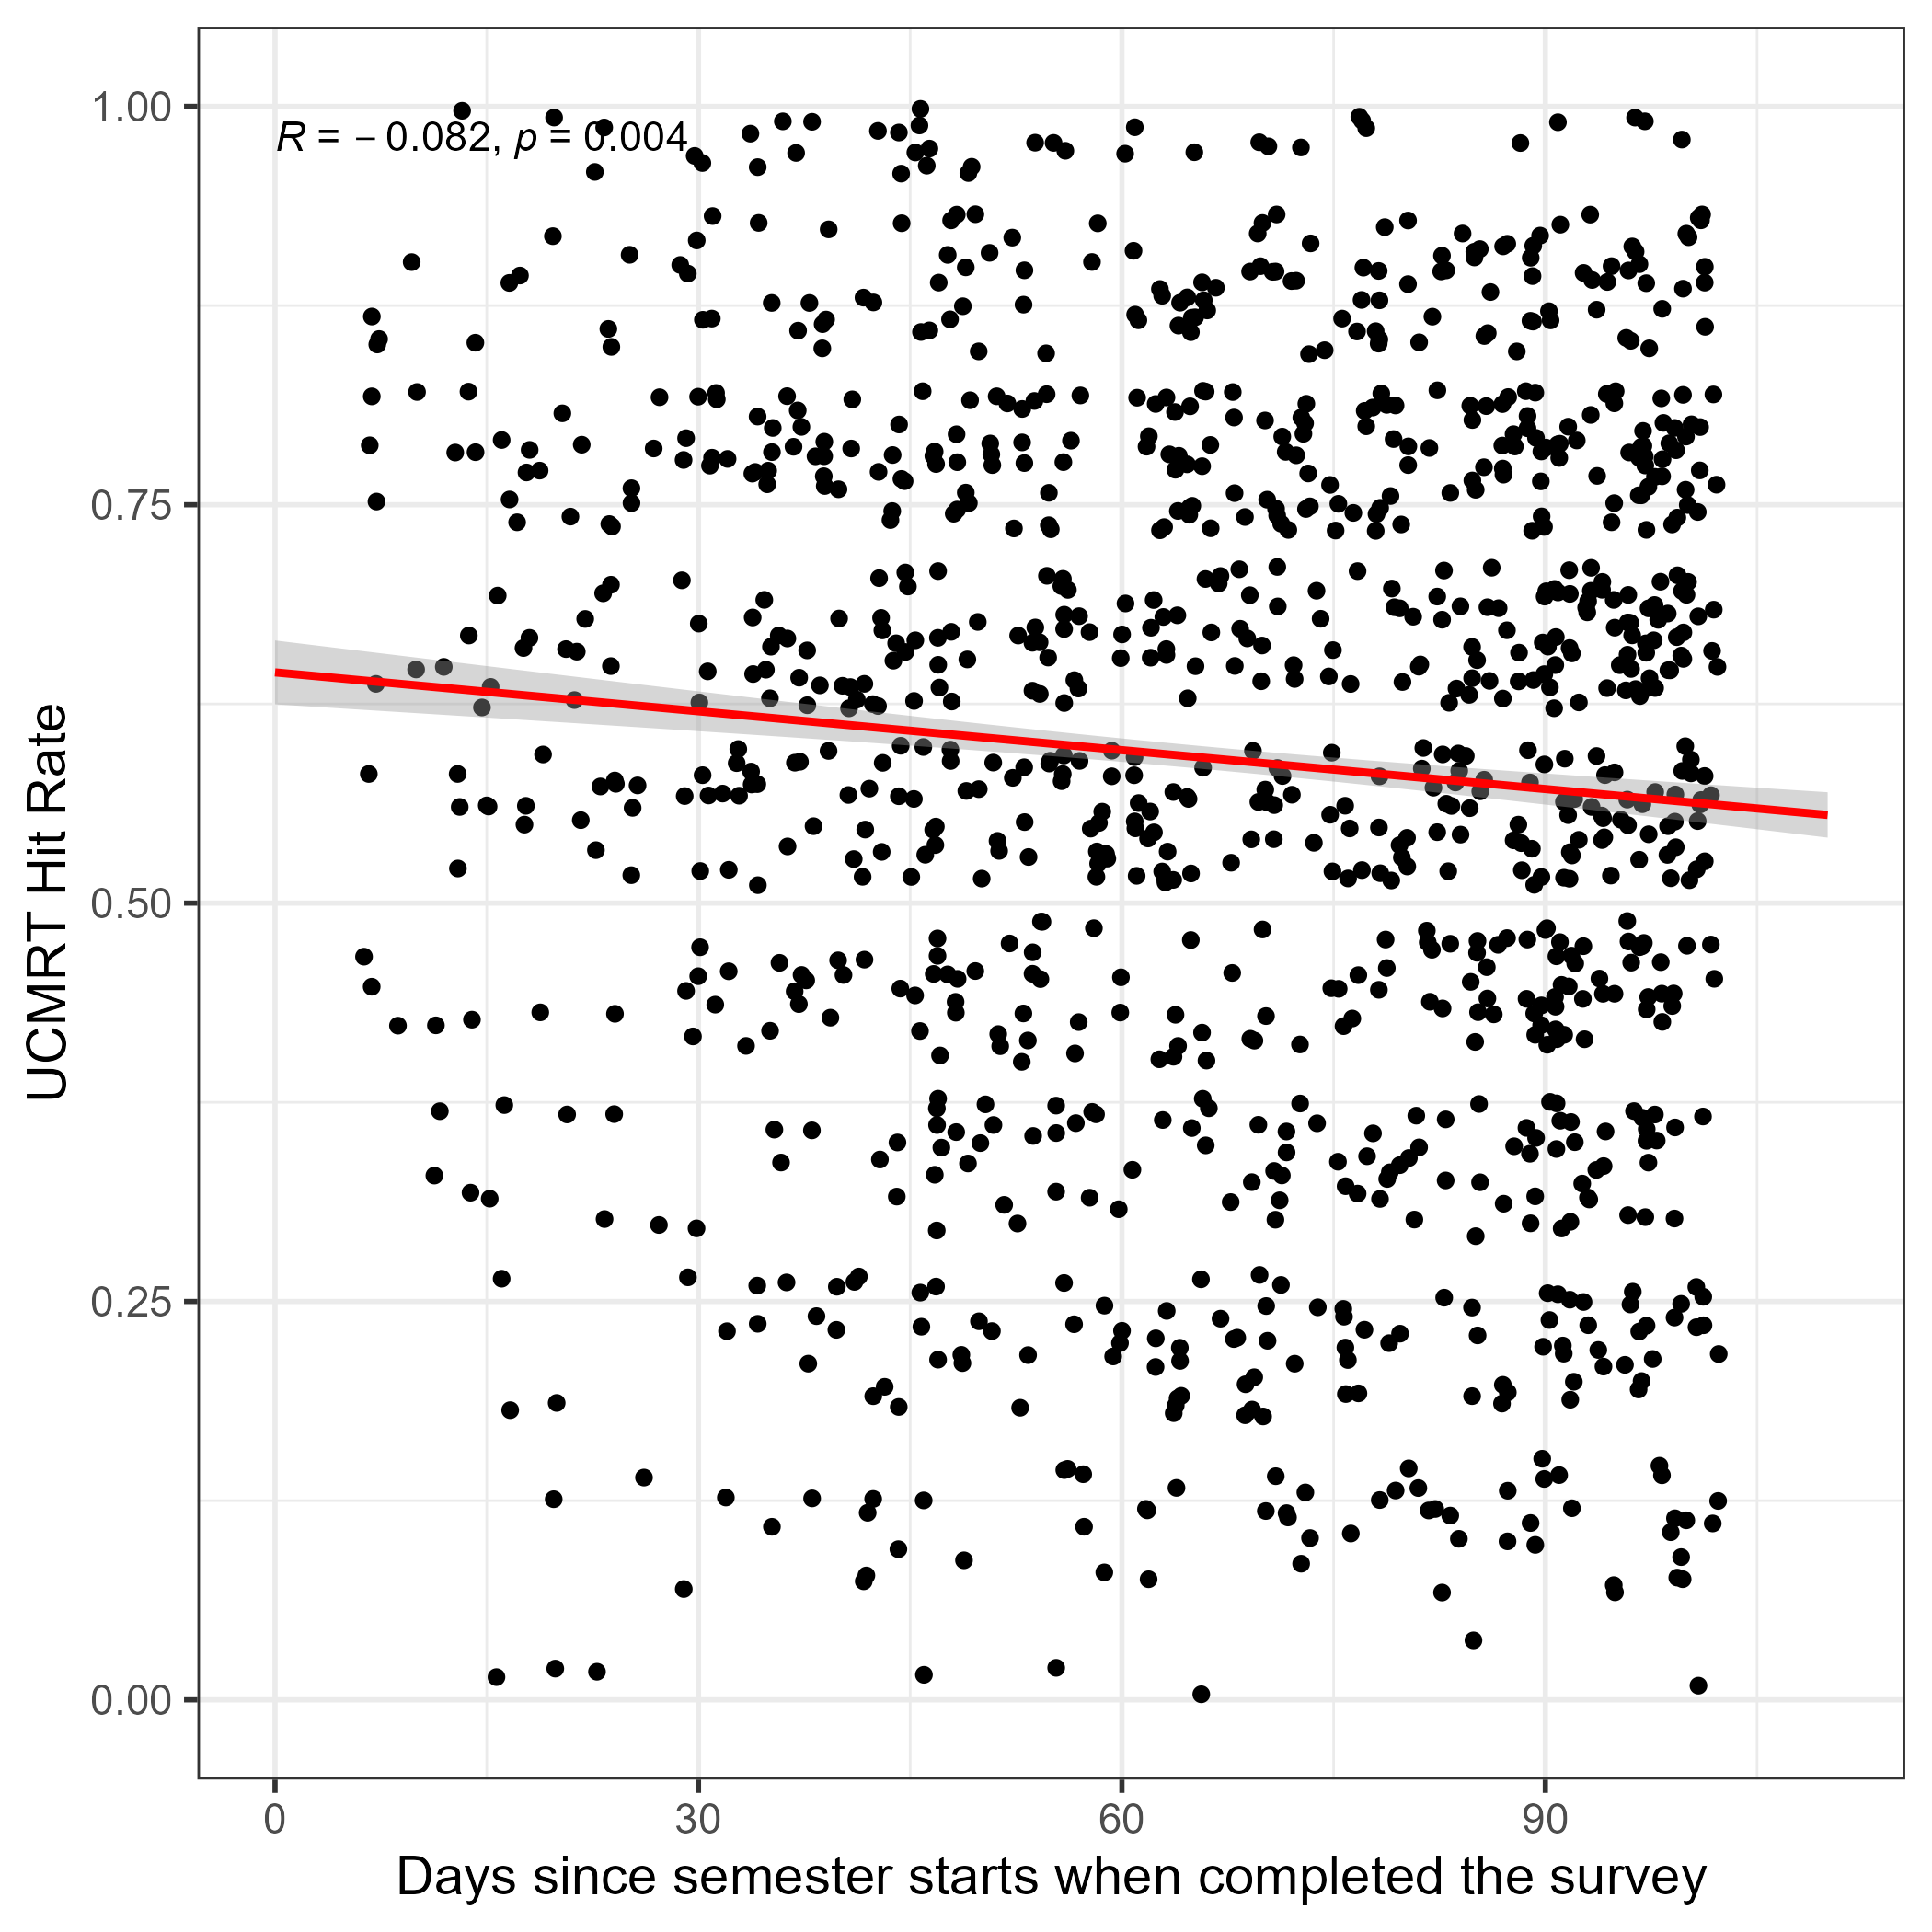 1.00
R = − 0.082, p = 0.004
0.75
0.50
0.25
0.00
UCMRT Hit Rate
0 30 60 90
Days since semester starts when completed the survey